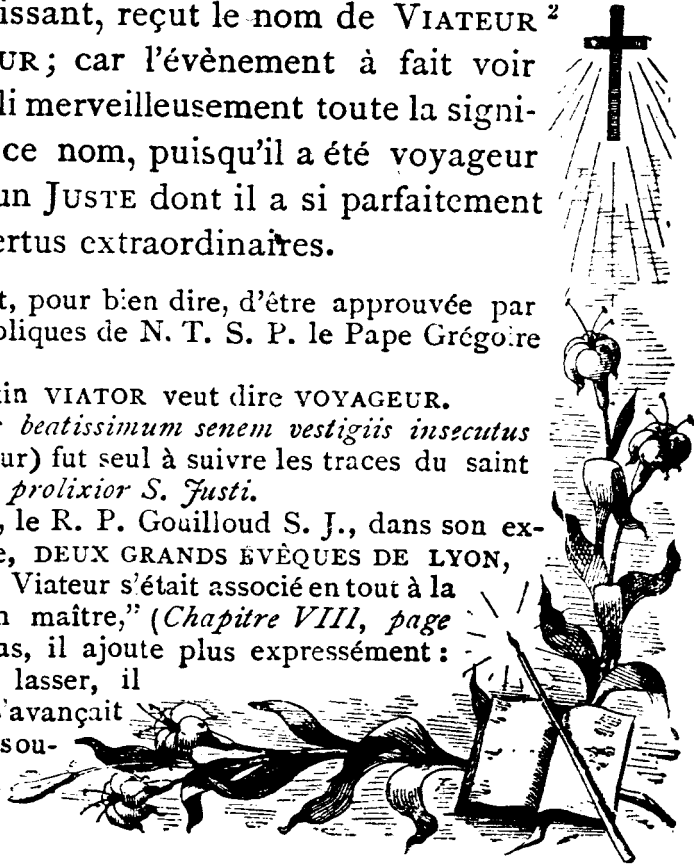 issant, reçut le nom de VIATEUR ²
UR; car l'évènement à fait voir
li merveilleusement toute la signi-
ce nom, puisqu'il a été voyageur
un JUSTE dont il a si parfaitement
ertus extraordinaires.
t, pour bien dire, d'être approuvée par
oliques de N. T. S. P. le Pape Grégoire
in VIATOR veut dire VOYAGEUR.
beatissimum senem vestigiis insecutus
ur) fut seul à suivre les traces du saint
prolixior S. Justi.
, le R. P. Gouilloud S. J., dans son ex-
e, DEUX GRANDS ÉVÊQUES DE LYON,
Viateur s'était associé en tout à la
n maître,” (Chapitre VIII, page
as, il ajoute plus expressément :
lasser, il
s'avançait
sou-